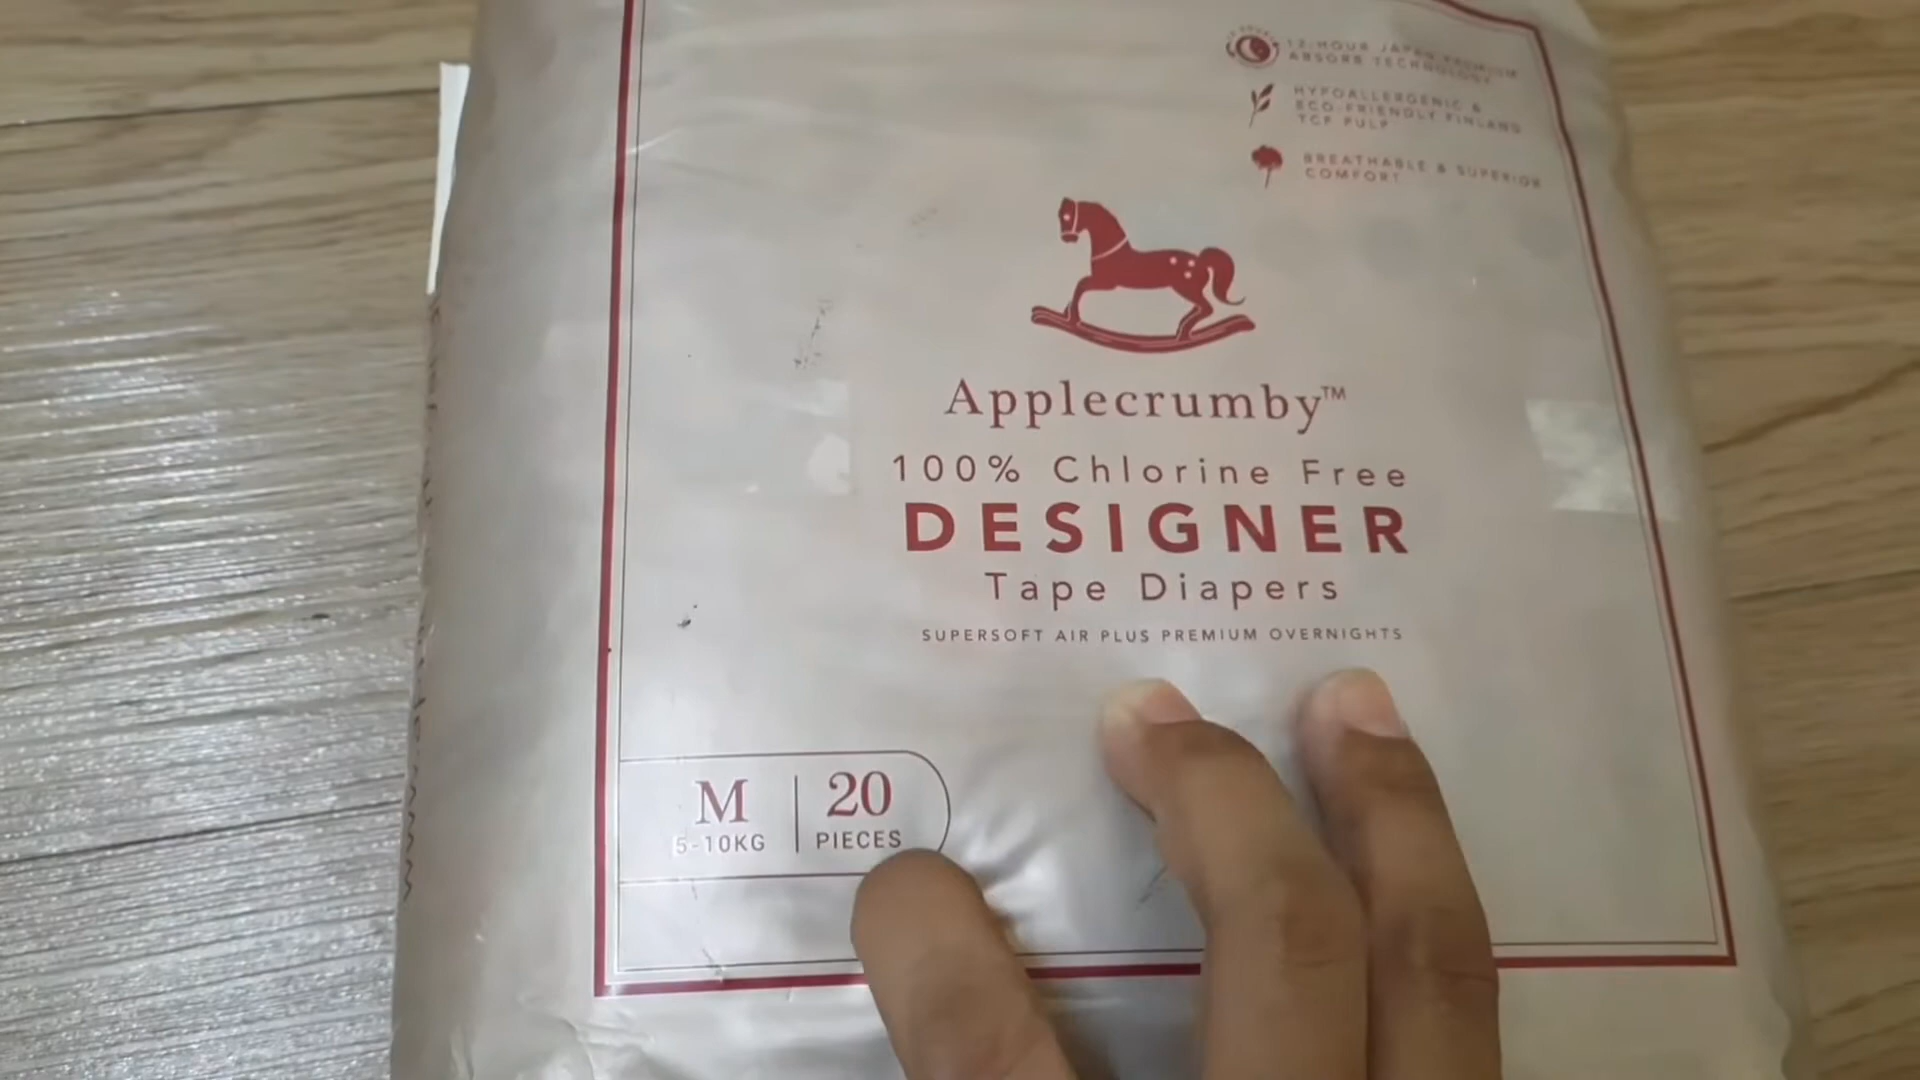 12-HOUR JAPAN PREMIUM
ABSORB TECHNOLOGY
HYPOALLERGENIC &
ECO-FRIENDLY FINLAND
TCF PULP
BREATHABLE & SUPERIOR
COMFORT
Applecrumby™
100% Chlorine Free
DESIGNER
Tape Diapers
SUPERSOFT AIR PLUS PREMIUM OVERNIGHTS
M
20
5-10KG
PIECES